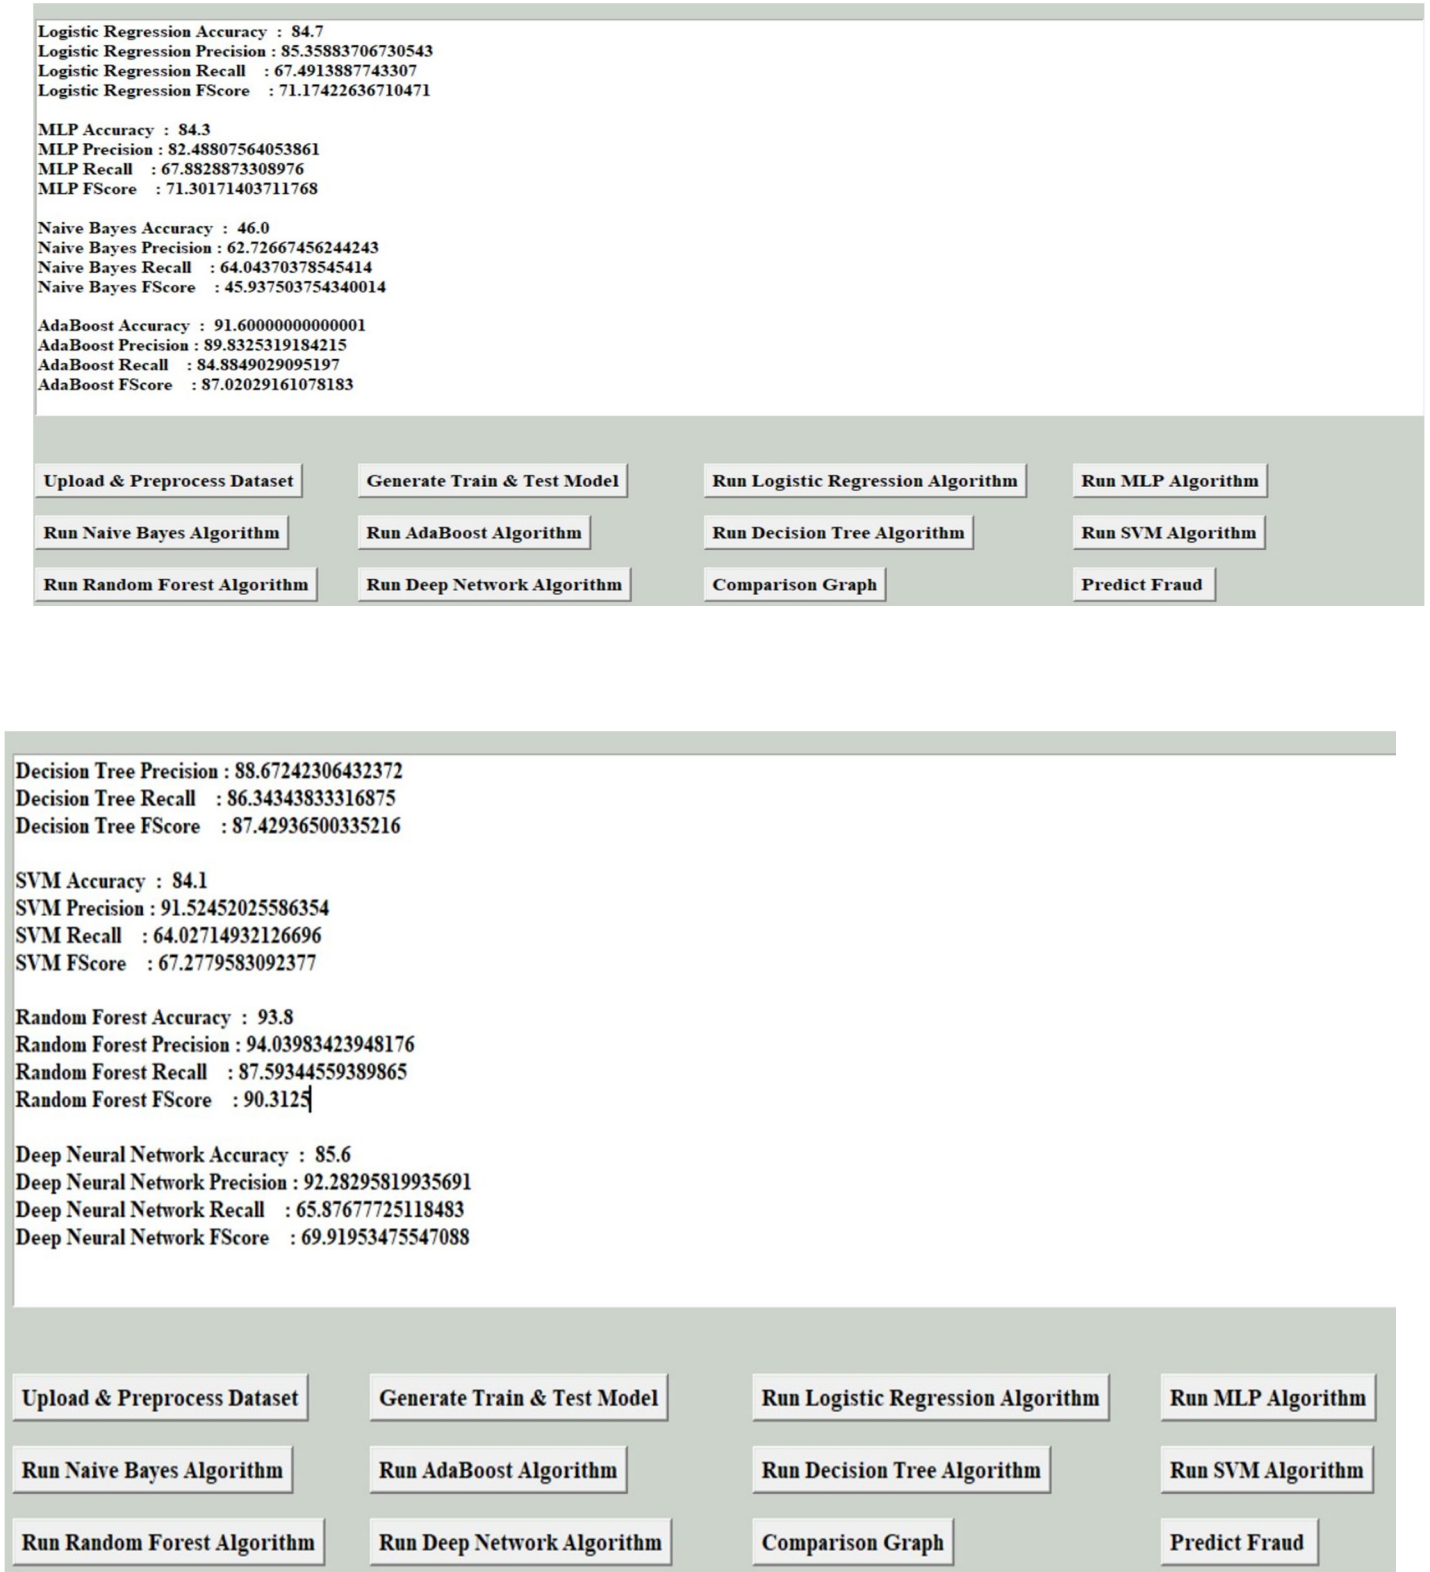 Logistic Regression Accuracy : 84.7
Logistic Regression Precision : 85.35883706730543
Logistic Regression Recall : 67.4913887743307
Logistic Regression FScore : 71.17422636710471
MLP Accuracy : 84.3
MLP Precision : 82.48807564053861
MLP Recall : 67.8828873308976
MLP FScore : 71.30171403711768
Naive Bayes Accuracy : 46.0
Naive Bayes Precision : 62.72667456244243
Naive Bayes Recall : 64.04370378545414
Naive Bayes FScore : 45.937503754340014
AdaBoost Accuracy : 91.60000000000001
AdaBoost Precision : 89.8325319184215
AdaBoost Recall : 84.8849029095197
AdaBoost FScore : 87.02029161078183
Upload & Preprocess Dataset Generate Train & Test Model Run Logistic Regression Algorithm Run MLP Algorithm
Run Naive Bayes Algorithm Run AdaBoost Algorithm Run Decision Tree Algorithm Run SVM Algorithm
Run Random Forest Algorithm Run Deep Network Algorithm Comparison Graph Predict Fraud
Decision Tree Precision : 88.67242306432372
Decision Tree Recall : 86.34343833316875
Decision Tree FScore : 87.42936500335216
SVM Accuracy : 84.1
SVM Precision : 91.52452025586354
SVM Recall : 64.02714932126696
SVM FScore : 67.2779583092377
Random Forest Accuracy : 93.8
Random Forest Precision : 94.03983423948176
Random Forest Recall : 87.59344559389865
Random Forest FScore : 90.3125
Deep Neural Network Accuracy : 85.6
Deep Neural Network Precision : 92.28295819935691
Deep Neural Network Recall : 65.87677725118483
Deep Neural Network FScore : 69.91953475547088
Upload & Preprocess Dataset Generate Train & Test Model Run Logistic Regression Algorithm Run MLP Algorithm
Run Naive Bayes Algorithm Run AdaBoost Algorithm Run Decision Tree Algorithm Run SVM Algorithm
Run Random Forest Algorithm Run Deep Network Algorithm Comparison Graph Predict Fraud